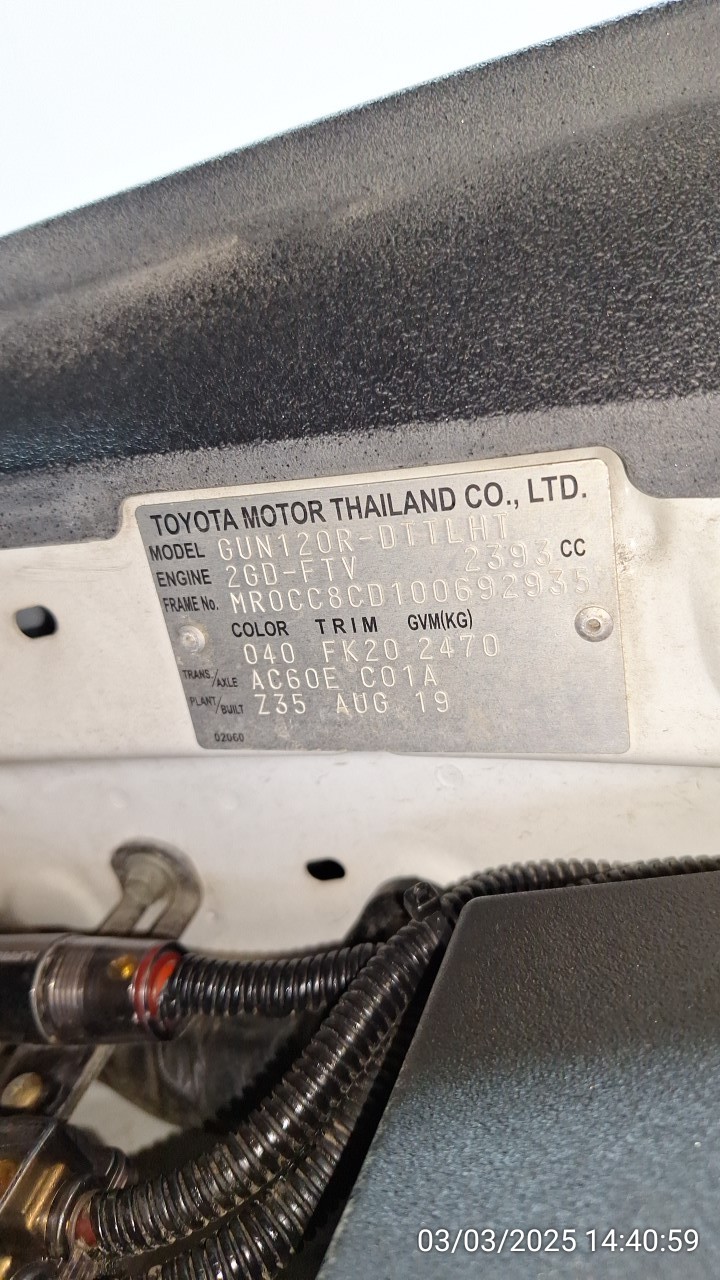 TOYOTA MOTOR THAILAND CO., LTD.
MODEL GUN120R-DTTLHT
ENGINE 2GD-FTV 2393 CC
FRAME No. MR0CC8CD100692935
COLOR TRIM GVM(KG)
040 FK20 2470
TRANS/AXLE AC60E C01A
PLANT/BUILT Z35 AUG 19
02060
03/03/2025 14:40:59